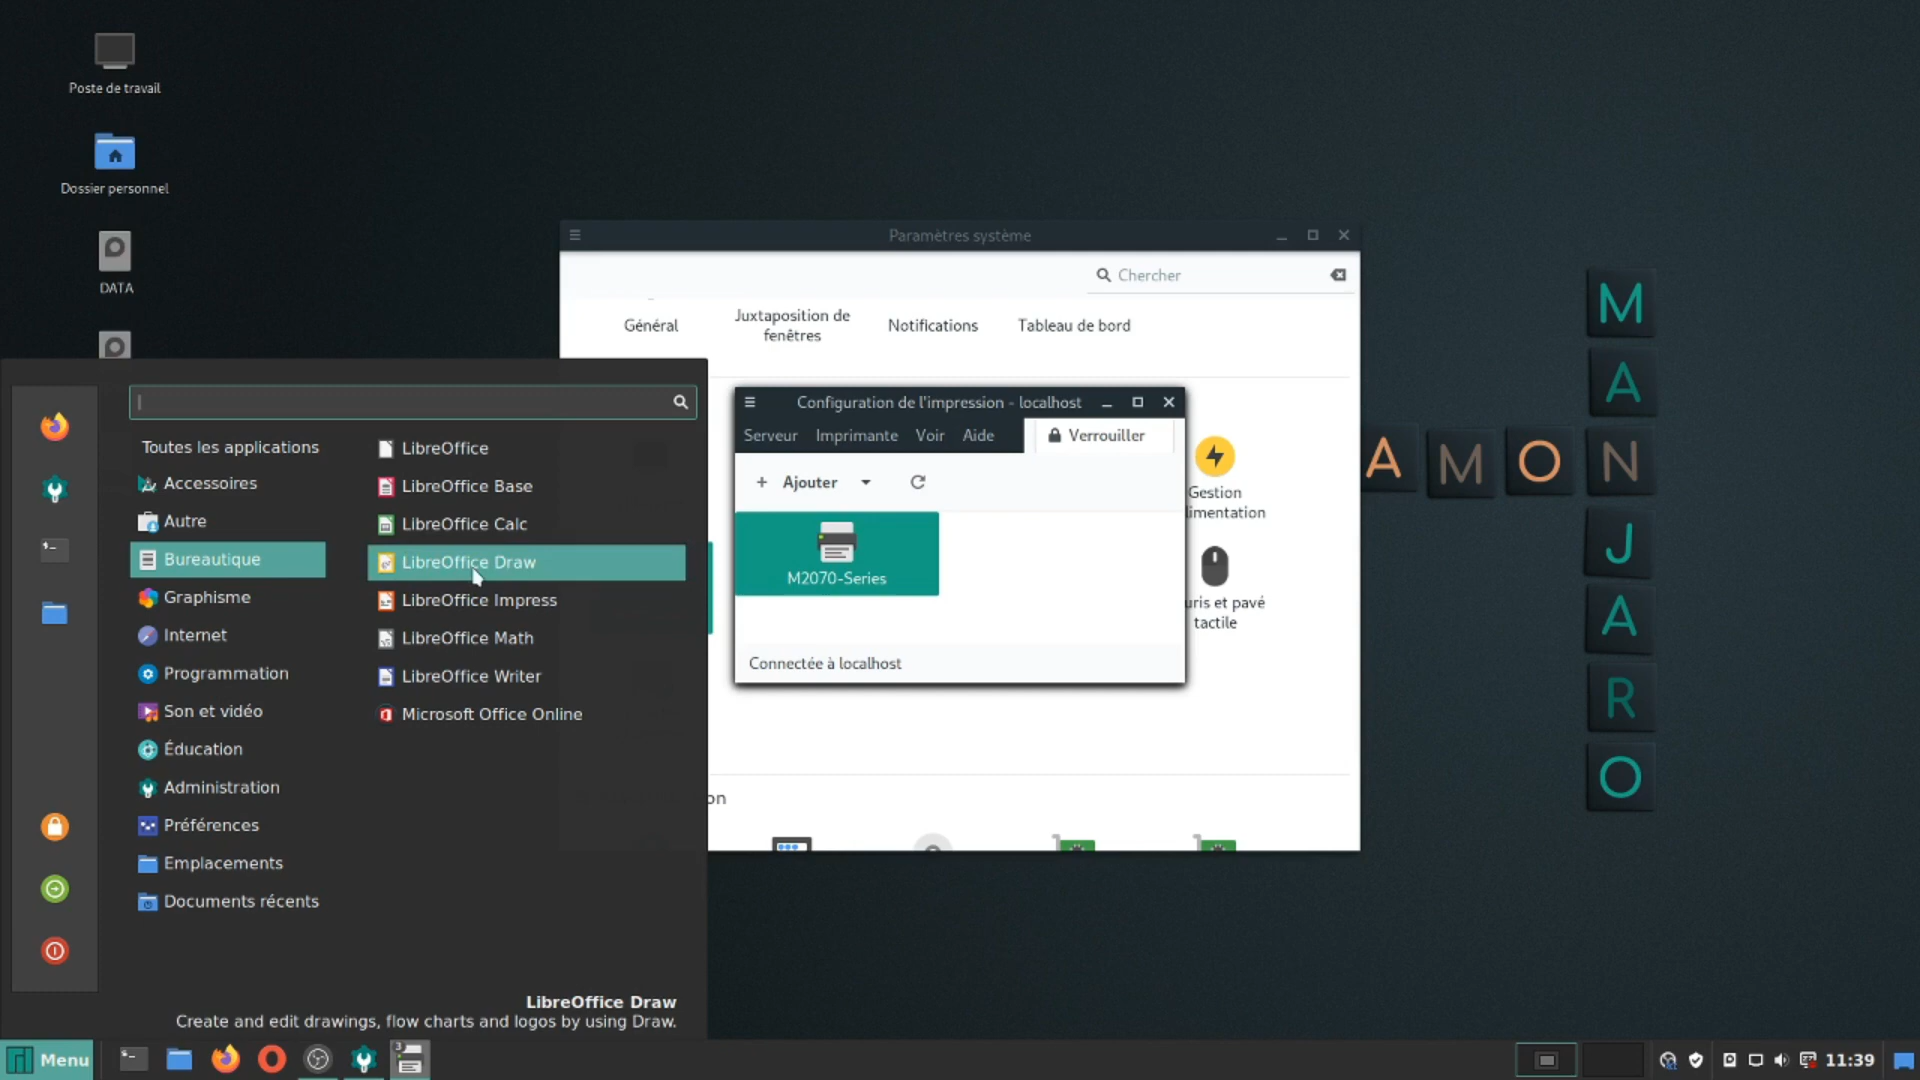 Poste de travail
Dossier personnel
DATA
Paramètres système
Chercher
Général
Juxtaposition de
fenêtres
Notifications
Tableau de bord
Configuration de l'impression - localhost
Serveur
Imprimante
Voir
Aide
Verrouiller
Ajouter
M2070-Series
Connectée à localhost
Gestion
limentation
uris et pavé
tactile
on
Toutes les applications
Accessoires
Autre
Bureautique
Graphisme
Internet
Programmation
Son et vidéo
Éducation
Administration
Préférences
Emplacements
Documents récents
LibreOffice
LibreOffice Base
LibreOffice Calc
LibreOffice Draw
LibreOffice Impress
LibreOffice Math
LibreOffice Writer
Microsoft Office Online
LibreOffice Draw
Create and edit drawings, flow charts and logos by using Draw.
AMON
M
A
N
J
A
R
O
Menu
3
11:39